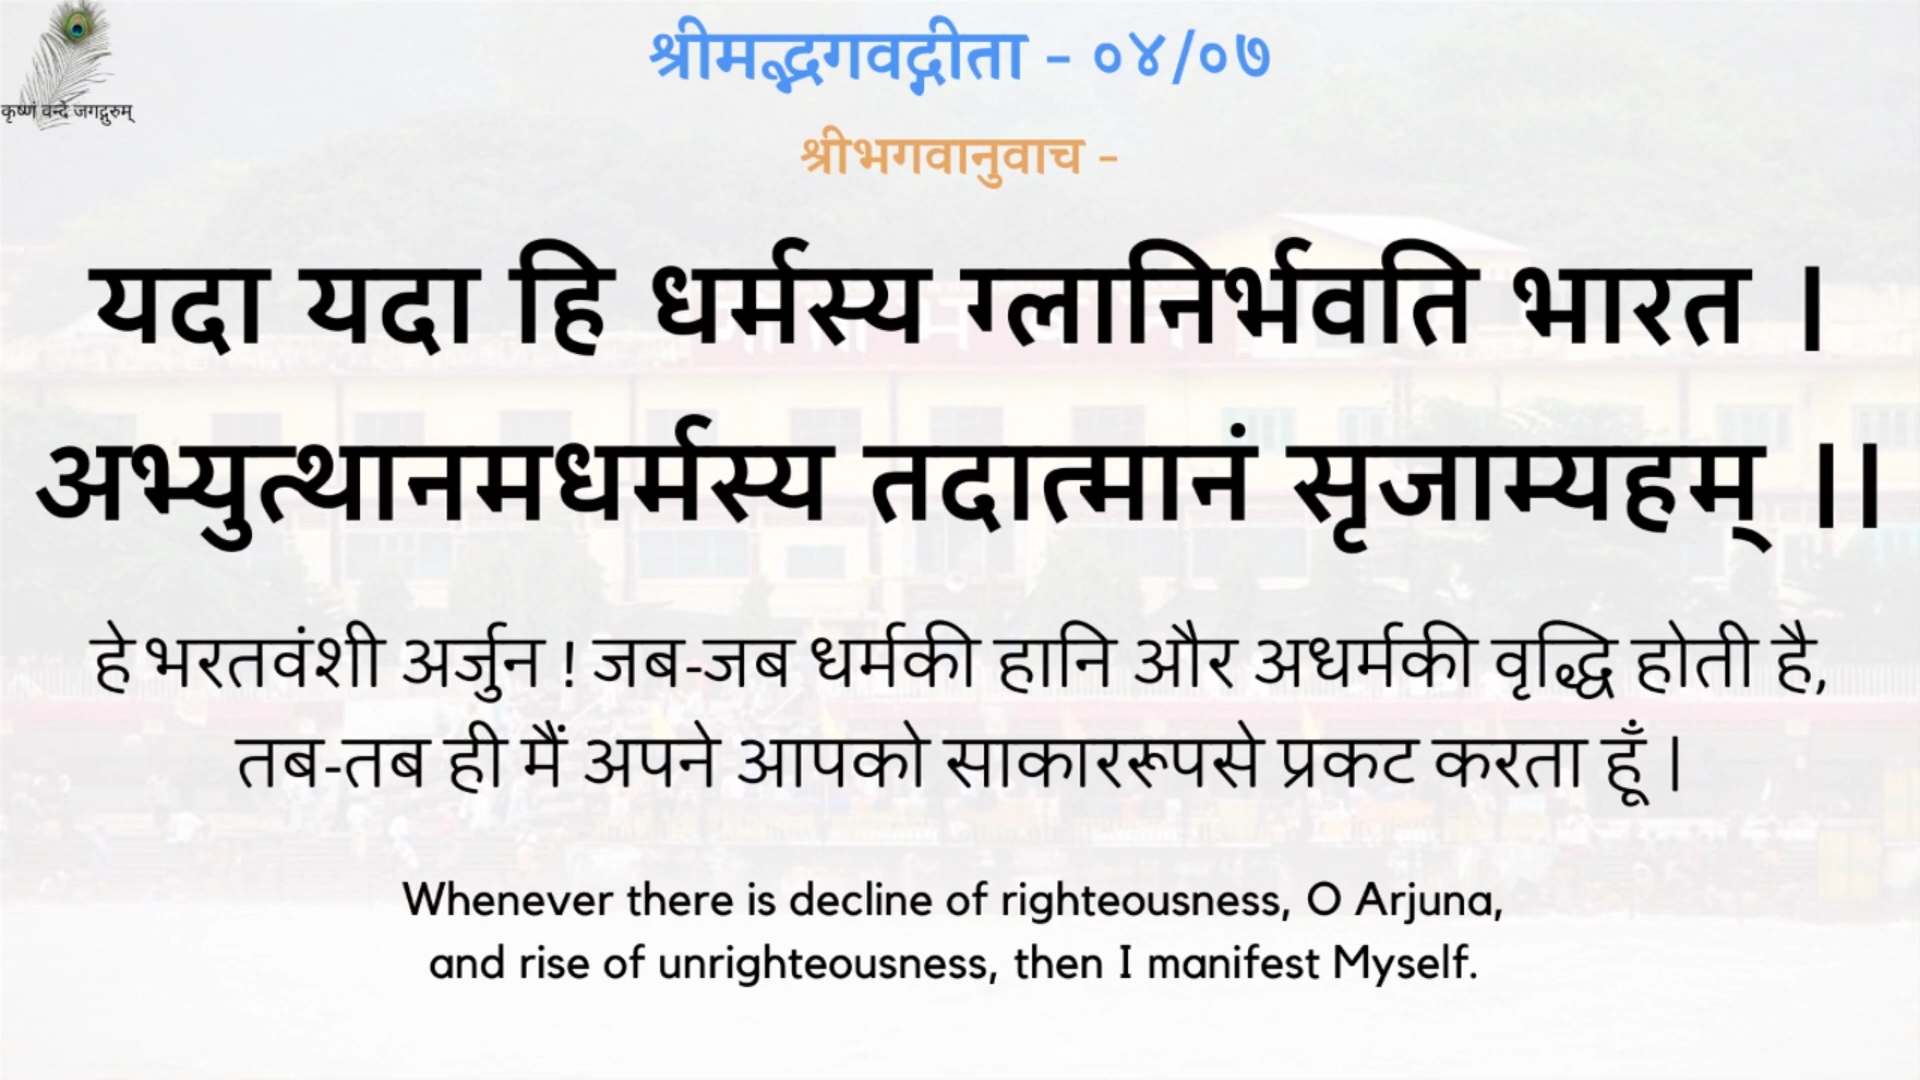 कृष्णं वन्दे जगद्गुरुम्
श्रीमद्भगवद्गीता - ०४/०७
श्रीभगवानुवाच -
यदा यदा हि धर्मस्य ग्लानिर्भवति भारत |
अभ्युत्थानमधर्मस्य तदात्मानं सृजाम्यहम् ||
हे भरतवंशी अर्जुन ! जब-जब धर्मकी हानि और अधर्मकी वृद्धि होती है,
तब-तब ही मैं अपने आपको साकाररूपसे प्रकट करता हूँ |
Whenever there is decline of righteousness, O Arjuna,
and rise of unrighteousness, then I manifest Myself.